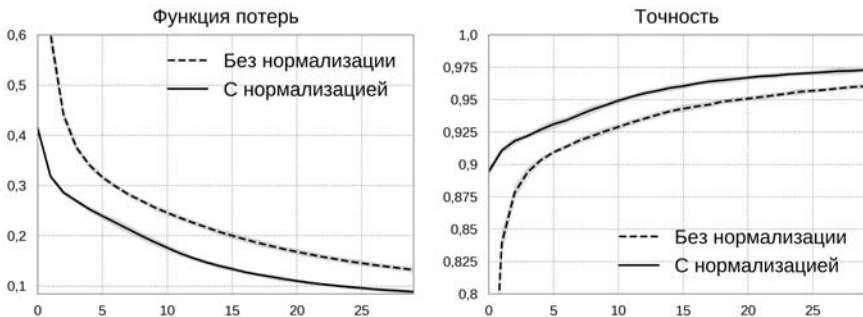 Функция потерь
0,6
0,5
0,4
0,3
0,2
0,1
Без нормализации
С нормализацией
0 5 10 15 20 25
Точность
1,0
0,975
0,95
0,925
0,9
0,875
0,85
0,825
0,8
Без нормализации
С нормализацией
0 5 10 15 20 25